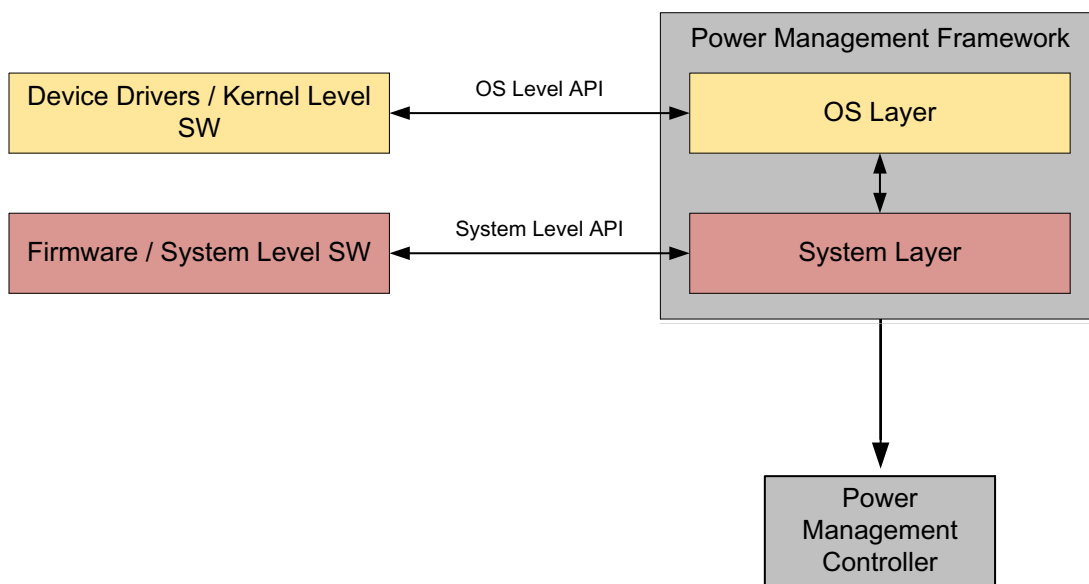 Power Management Framework
Device Drivers / Kernel Level
SW
OS Level API
OS Layer
Firmware / System Level SW
System Level API
System Layer
Power
Management
Controller